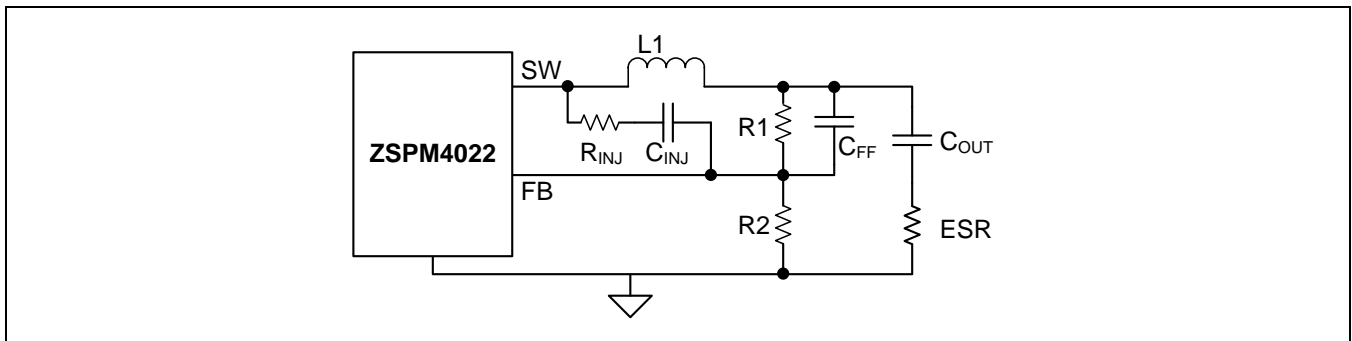 L1
SW
R1
ZSPM4022
RINJ
CINJ
CFF
COUT
FB
R2
ESR